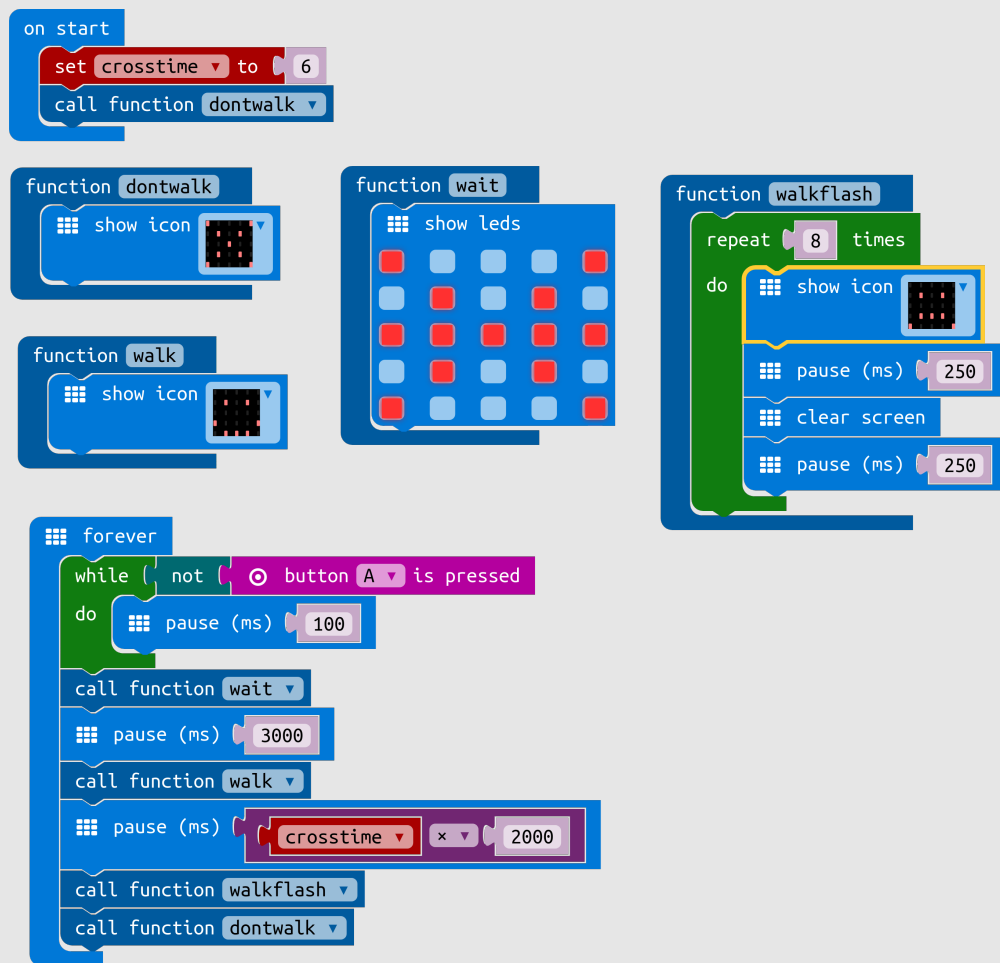 on start
set crosstime to 6
call function dontwalk
function dontwalk
show icon
function walk
show icon
function wait
show leds
function walkflash
repeat 8 times
do
show icon
pause (ms) 250
clear screen
pause (ms) 250
forever
while not button A is pressed
do
pause (ms) 100
call function wait
pause (ms) 3000
call function walk
pause (ms) crosstime × 2000
call function walkflash
call function dontwalk